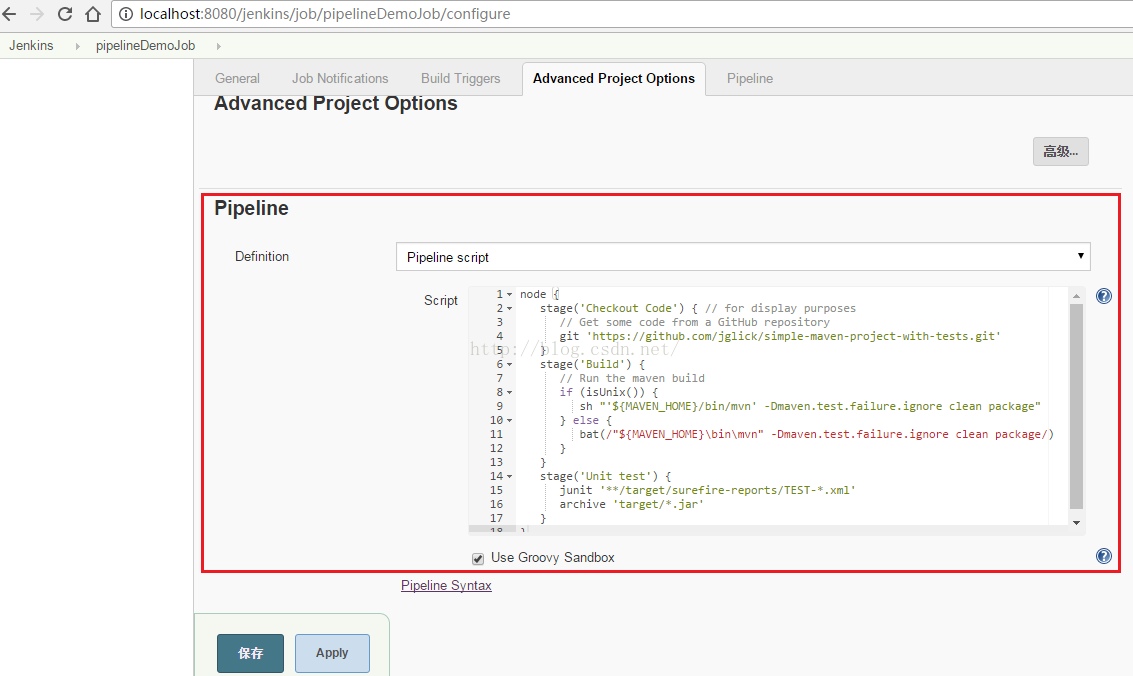 localhost:8080/jenkins/job/pipelineDemoJob/configure
Jenkins pipelineDemoJob
General Job Notifications Build Triggers Advanced Project Options Pipeline
Advanced Project Options
高级...
Pipeline
Definition Pipeline script
Script
1 node {
2 stage('Checkout Code') { // for display purposes
3 // Get some code from a GitHub repository
4 git 'https://github.com/jglick/simple-maven-project-with-tests.git'
5 }
http://blog.csdn.net/
6 stage('Build') {
7 // Run the maven build
8 if (isUnix()) {
9 sh "'${MAVEN_HOME}/bin/mvn' -Dmaven.test.failure.ignore clean package"
10 } else {
11 bat(/"${MAVEN_HOME}\bin\mvn" -Dmaven.test.failure.ignore clean package/)
12 }
13 }
14 stage('Unit test') {
15 junit '**/target/surefire-reports/TEST-*.xml'
16 archive 'target/*.jar'
17 }
18 }
Use Groovy Sandbox
Pipeline Syntax
保存 Apply